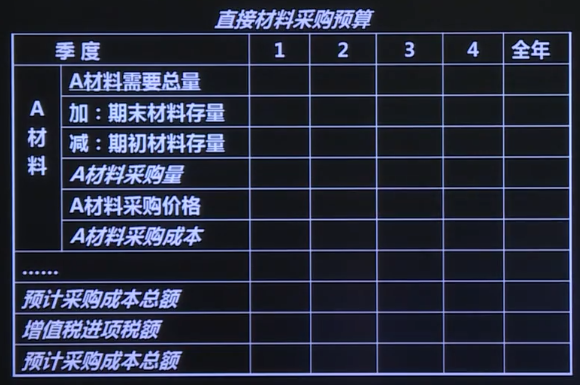 直接材料采购预算
季度 1 2 3 4 全年
A材料
A材料需要总量
加：期末材料存量
减：期初材料存量
A材料采购量
A材料采购价格
A材料采购成本
……
预计采购成本总额
增值税进项税额
预计采购成本总额